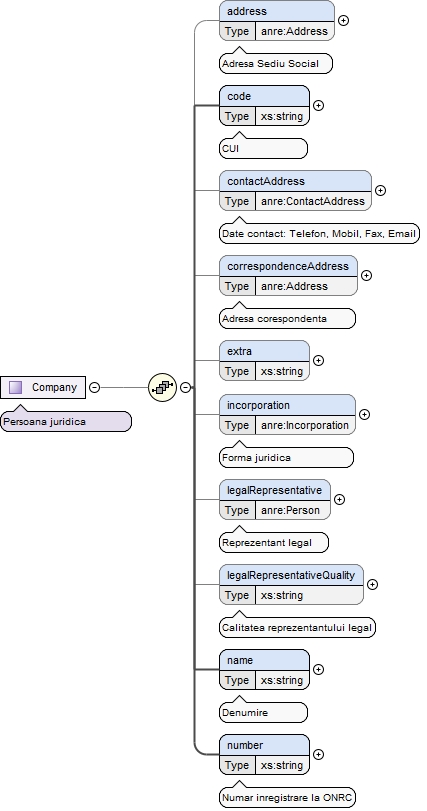 address
Type anre:Address
Adresa Sediu Social
code
Type xs:string
CUI
contactAddress
Type anre:ContactAddress
Date contact: Telefon, Mobil, Fax, Email
correspondenceAddress
Type anre:Address
Adresa corespondenta
extra
Type xs:string
Company
Persoana juridica
incorporation
Type anre:Incorporation
Forma juridica
legalRepresentative
Type anre:Person
Reprezentant legal
legalRepresentativeQuality
Type xs:string
Calitatea reprezentantului legal
name
Type xs:string
Denumire
number
Type xs:string
Numar inregistrare la ONRC